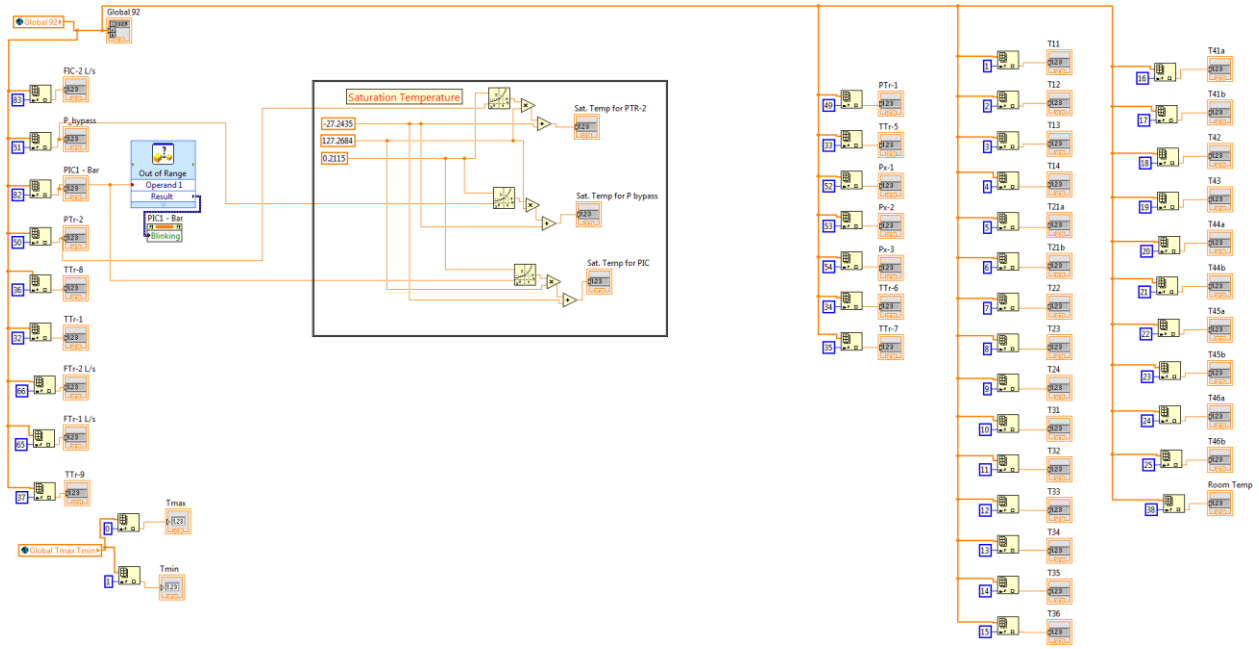 Global 92
Global 92
FIC-2 L/s
83
P_bypass
51
PIC1 - Bar
82
PTr-2
50
TTr-8
36
TTr-1
32
FTr-2 L/s
66
FTr-1 L/s
65
TTr-9
37
Out of Range
Operand 1
Result
PIC1 - Bar
Blinking
Saturation Temperature
-27.2435
127.2684
0.2115
Sat. Temp for PTR-2
Sat. Temp for P bypass
Sat. Temp for PIC
Global Tmax Tmin
Tmax
0
Tmin
1
PTr-1
49
TTr-5
33
Px-1
52
Px-2
53
Px-3
54
TTr-6
34
TTr-7
35
T11
1
T12
2
T13
3
T14
4
T21a
5
T21b
6
T22
7
T23
8
T24
9
T31
10
T32
11
T33
12
T34
13
T35
14
T36
15
T41a
16
T41b
17
T42
18
T43
19
T44a
20
T44b
21
T45a
22
T45b
23
T46a
24
T46b
25
Room Temp
38